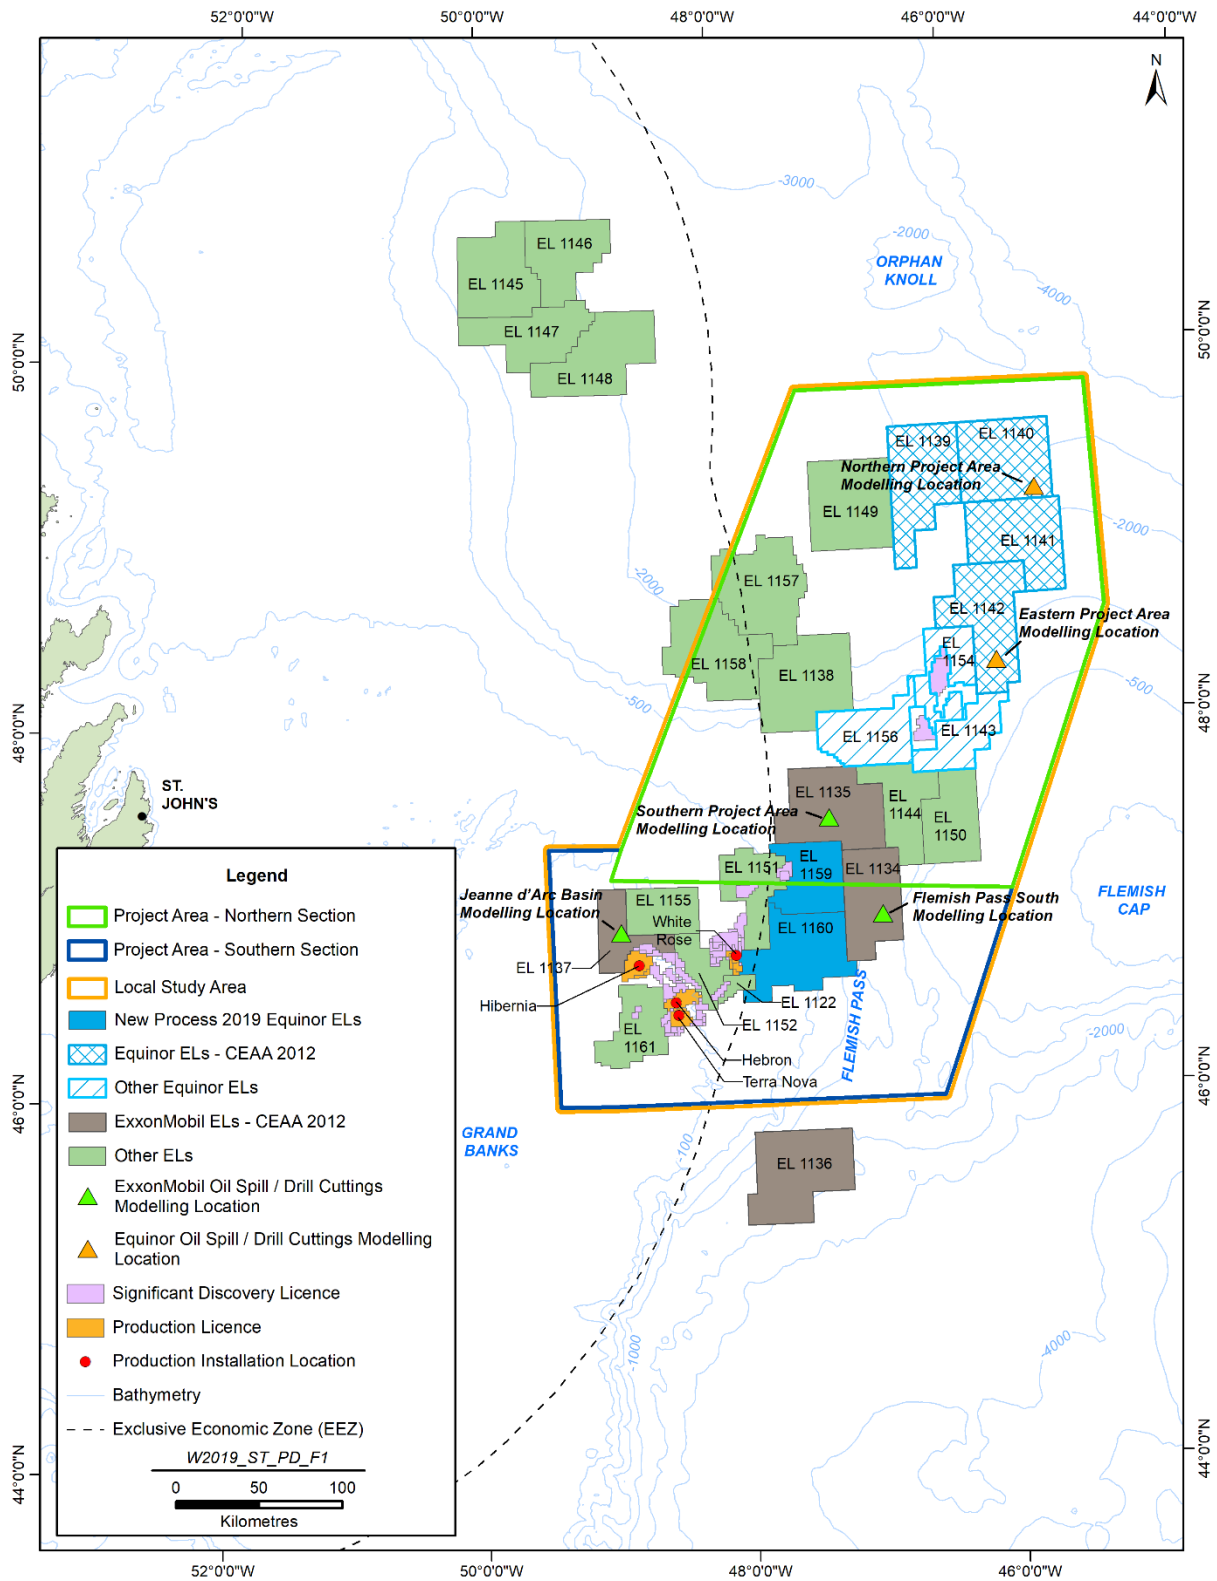 52°0'0"W
50°0'0"W
48°0'0"W
46°0'0"W
44°0'0"W
N
-3000
-2000
ORPHAN
KNOLL
-4000
EL 1146
EL 1145
EL 1147
EL 1148
50°0'0"N
50°0'0"N
EL 1139
EL 1140
Northern Project Area
Modelling Location
EL 1149
-2000
EL 1141
EL 1157
-2000
EL 1142
Eastern Project Area
Modelling Location
EL
1154
EL 1158
EL 1138
-500
-500
48°0'0"N
48°0'0"N
EL 1156
EL 1143
ST.
JOHN'S
EL 1135
Southern Project Area
Modelling Location
EL
1144
EL
1150
EL 1151
EL
1159
EL 1134
Jeanne d'Arc Basin
Modelling Location
EL 1155
White
Rose
Flemish Pass South
Modelling Location
FLEMISH
CAP
EL 1160
EL 1137
Hibernia
EL 1122
EL 1152
EL
1161
Hebron
Terra Nova
FLEMISH PASS
-2000
46°0'0"N
46°0'0"N
GRAND
BANKS
-100
EL 1136
-1000
-4000
44°0'0"N
44°0'0"N
Legend
Project Area - Northern Section
Project Area - Southern Section
Local Study Area
New Process 2019 Equinor ELs
Equinor ELs - CEAA 2012
Other Equinor ELs
ExxonMobil ELs - CEAA 2012
Other ELs
ExxonMobil Oil Spill / Drill Cuttings
Modelling Location
Equinor Oil Spill / Drill Cuttings Modelling
Location
Significant Discovery Licence
Production Licence
Production Installation Location
Bathymetry
Exclusive Economic Zone (EEZ)
W2019_ST_PD_F1
0 50 100
Kilometres
52°0'0"W
50°0'0"W
48°0'0"W
46°0'0"W